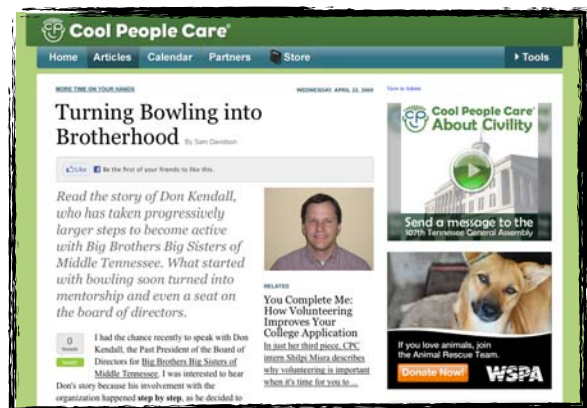 Cool People Care®
Home Articles Calendar Partners Store Tools
MORE TIME ON YOUR HANDS
WEDNESDAY, APRIL 22, 2009
Turning Bowling into
Brotherhood By Sam Davidson
Like Be the first of your friends to like this.
Read the story of Don Kendall,
who has taken progressively
larger steps to become active
with Big Brothers Big Sisters of
Middle Tennessee. What started
with bowling soon turned into
mentorship and even a seat on
the board of directors.
0
I had the chance recently to speak with Don
Kendall, the Past President of the Board of
Directors for Big Brothers Big Sisters of
Middle Tennessee. I was interested to hear
Don's story because his involvement with the
organization happened step by step, as he decided to
RELATED
You Complete Me:
How Volunteering
Improves Your
College Application
In just her third piece, CPC
intern Shilpi Misra describes
why volunteering is important
when it's time for you to ...
View in Admin
Cool People Care®
About Civility
Send a message to the
107th Tennessee General Assembly
If you love animals, join
the Animal Rescue Team.
Donate Now!
WSPA